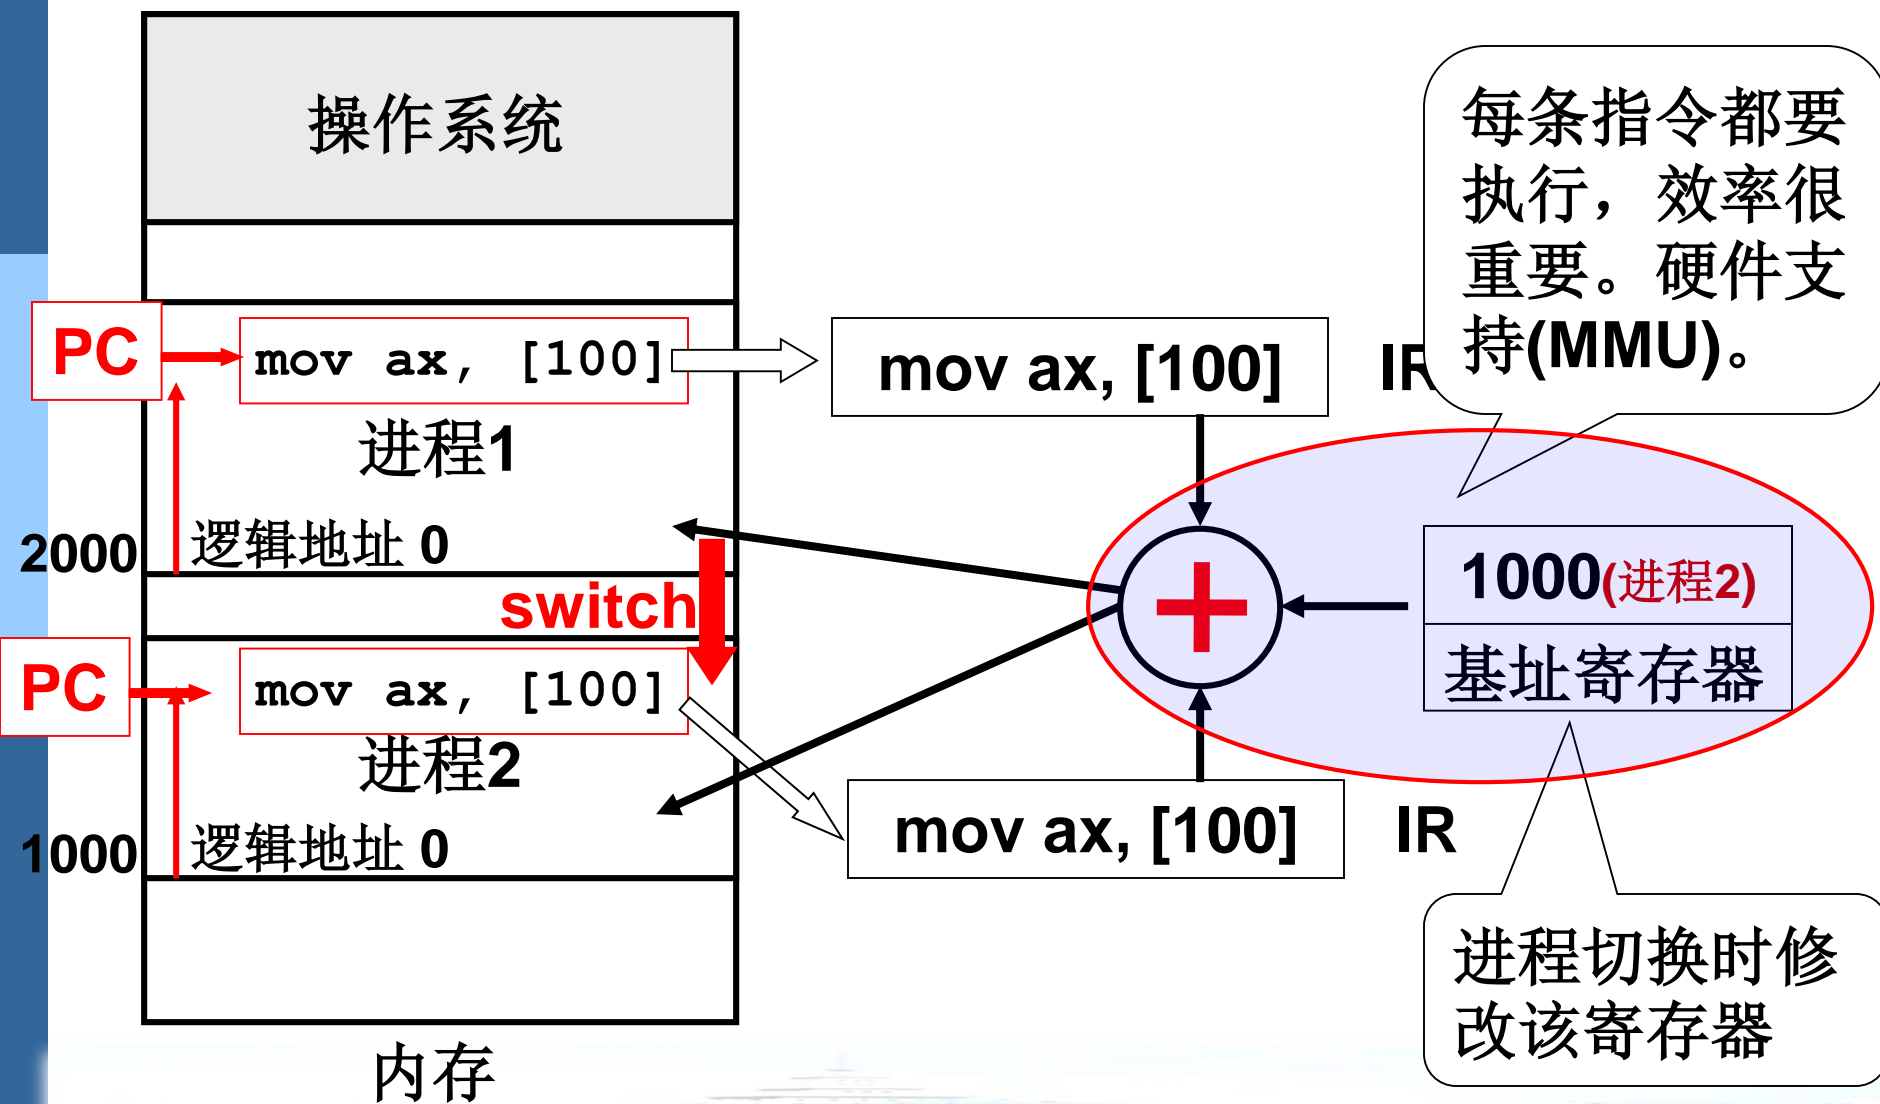 操作系统
每条指令都要
执行，效率很
重要。硬件支
持(MMU)。
PC
mov ax, [100]
mov ax, [100]
IR
进程1
2000
逻辑地址 0
switch
1000(进程2)
基址寄存器
PC
mov ax, [100]
进程2
mov ax, [100]
IR
1000
逻辑地址 0
进程切换时修
改该寄存器
内存